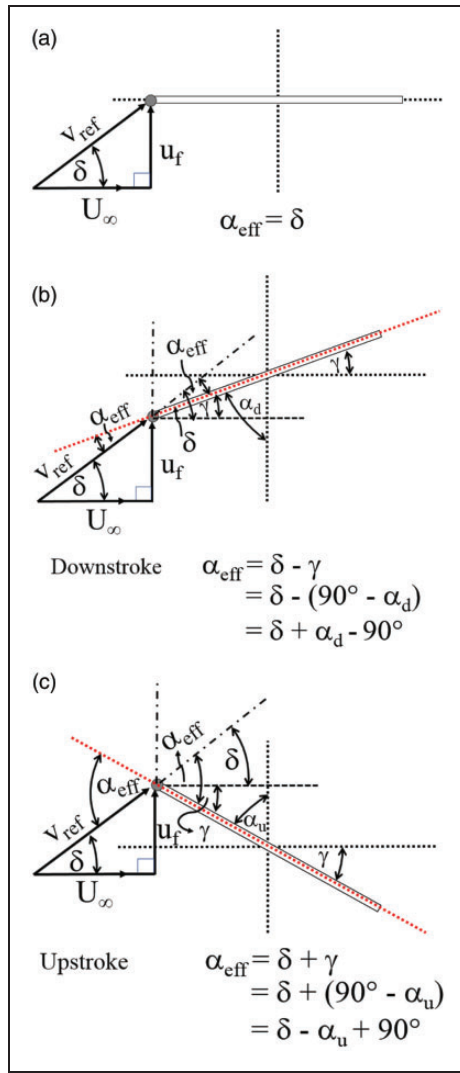 (a)
V_ref
δ
u_f
U_∞
α_eff = δ
(b)
α_eff
γ
α_eff
γ
α_d
V_ref
δ
δ
u_f
U_∞
Downstroke
α_eff = δ - γ
= δ - (90° - α_d)
= δ + α_d - 90°
(c)
α_eff
δ
α_eff
V_ref
u_f
γ
α_u
γ
δ
U_∞
Upstroke
α_eff = δ + γ
= δ + (90° - α_u)
= δ - α_u + 90°